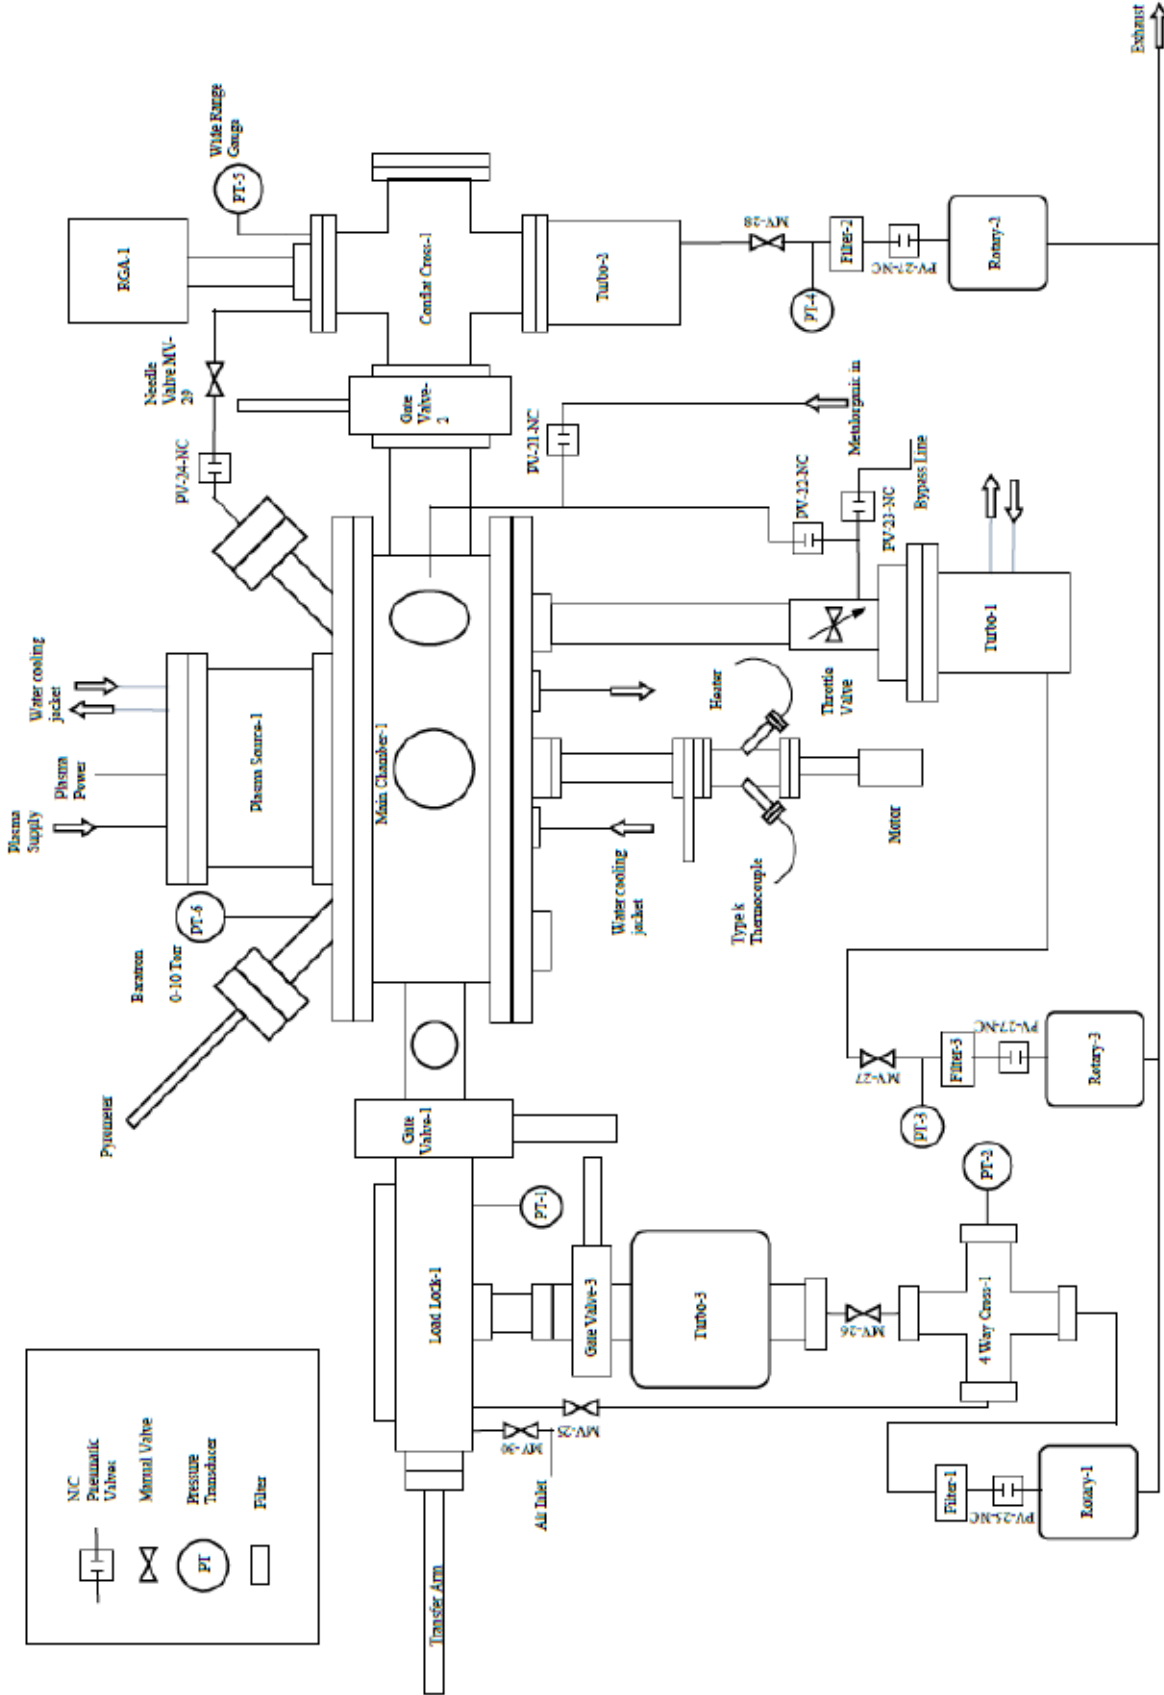 Exhaust
Wide Range
Gauge
PT-5
RGA-1
Conflat Cross-1
Turbo-2
MV-28
PT-4
Filter-2
PV-27-NC
Rotary-2
Needle
Valve MV-
29
PV-24-NC
Gate
Valve-
2
PV-21-NC
Metalorganic in
PV-22-NC
PV-23-NC
Bypass Line
Turbo-1
Throttle
Valve
Water cooling
jacket
Plasma
Power
Plasma
Supply
Plasma Source-1
Main Chamber-1
Heater
Motor
Type k
Thermocouple
Water cooling
jacket
PT-6
Baratron
0-10 Torr
Pyrometer
Gate
Valve-1
PT-1
Load Lock-1
Gate Valve-3
Turbo-3
MV-26
4 Way Cross-1
PT-2
MV-27
PT-3
Filter-3
PV-27-NC
Rotary-3
MV-25
MV-30
Air Inlet
Transfer Arm
Filter-1
PV-25-NC
Rotary-1
N/C
Pneumatic
Valves
Manual Valve
PT
Pressure
Transducer
Filter